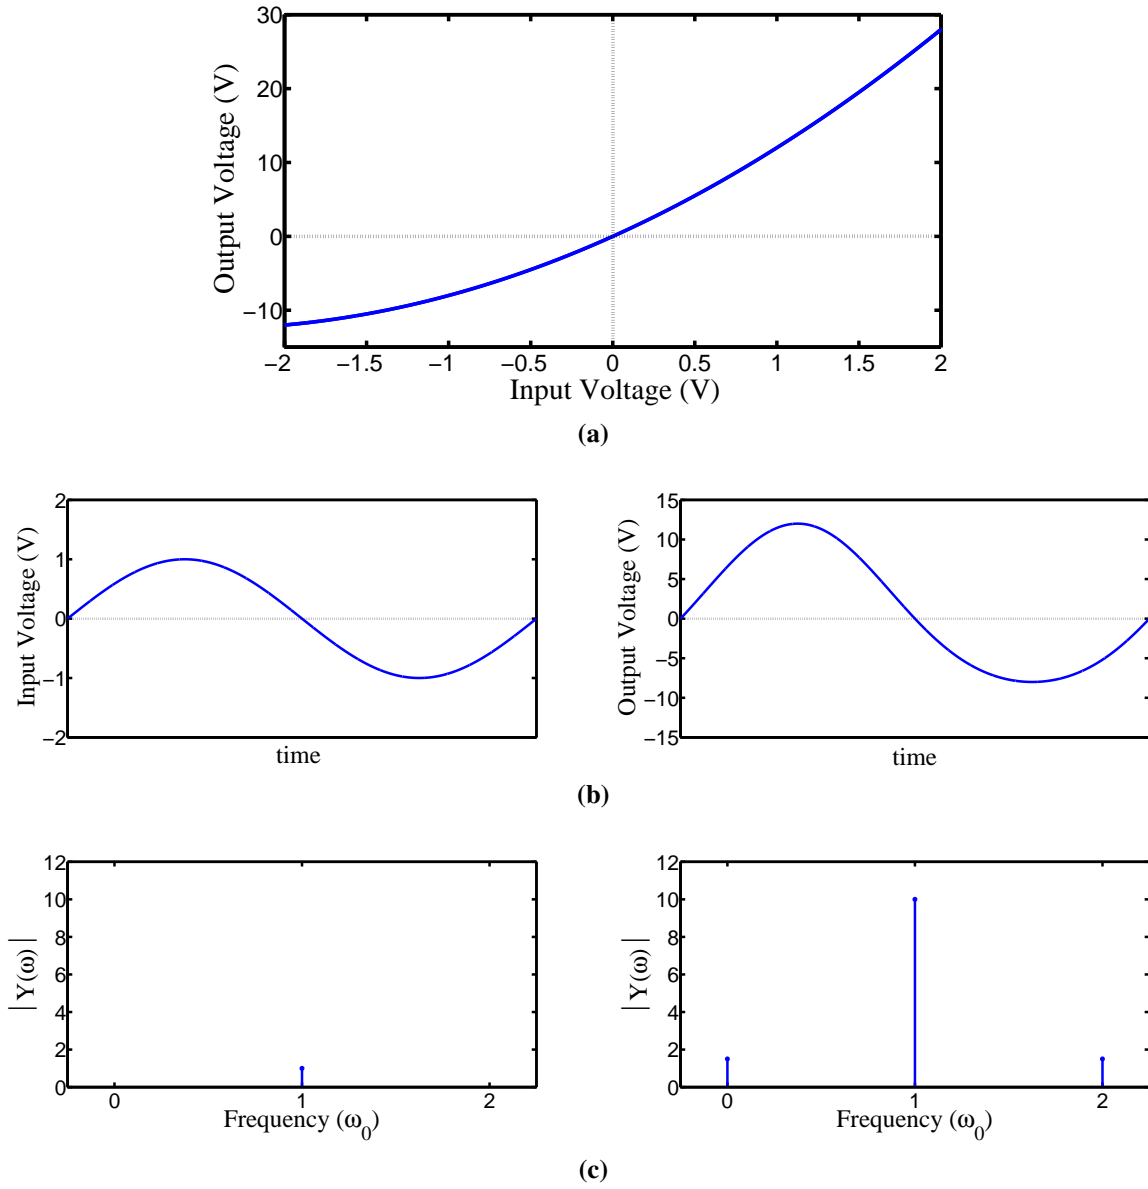 30
20
10
0
−10
Output Voltage (V)
−2 −1.5 −1 −0.5 0 0.5 1 1.5 2
Input Voltage (V)
(a)
2
1
0
−1
−2
Input Voltage (V)
time
15
10
5
0
−5
−10
−15
Output Voltage (V)
time
(b)
12
10
8
6
4
2
0
|Y(ω)|
0 1 2
Frequency (ω₀)
12
10
8
6
4
2
0
|Y(ω)|
0 1 2
Frequency (ω₀)
(c)